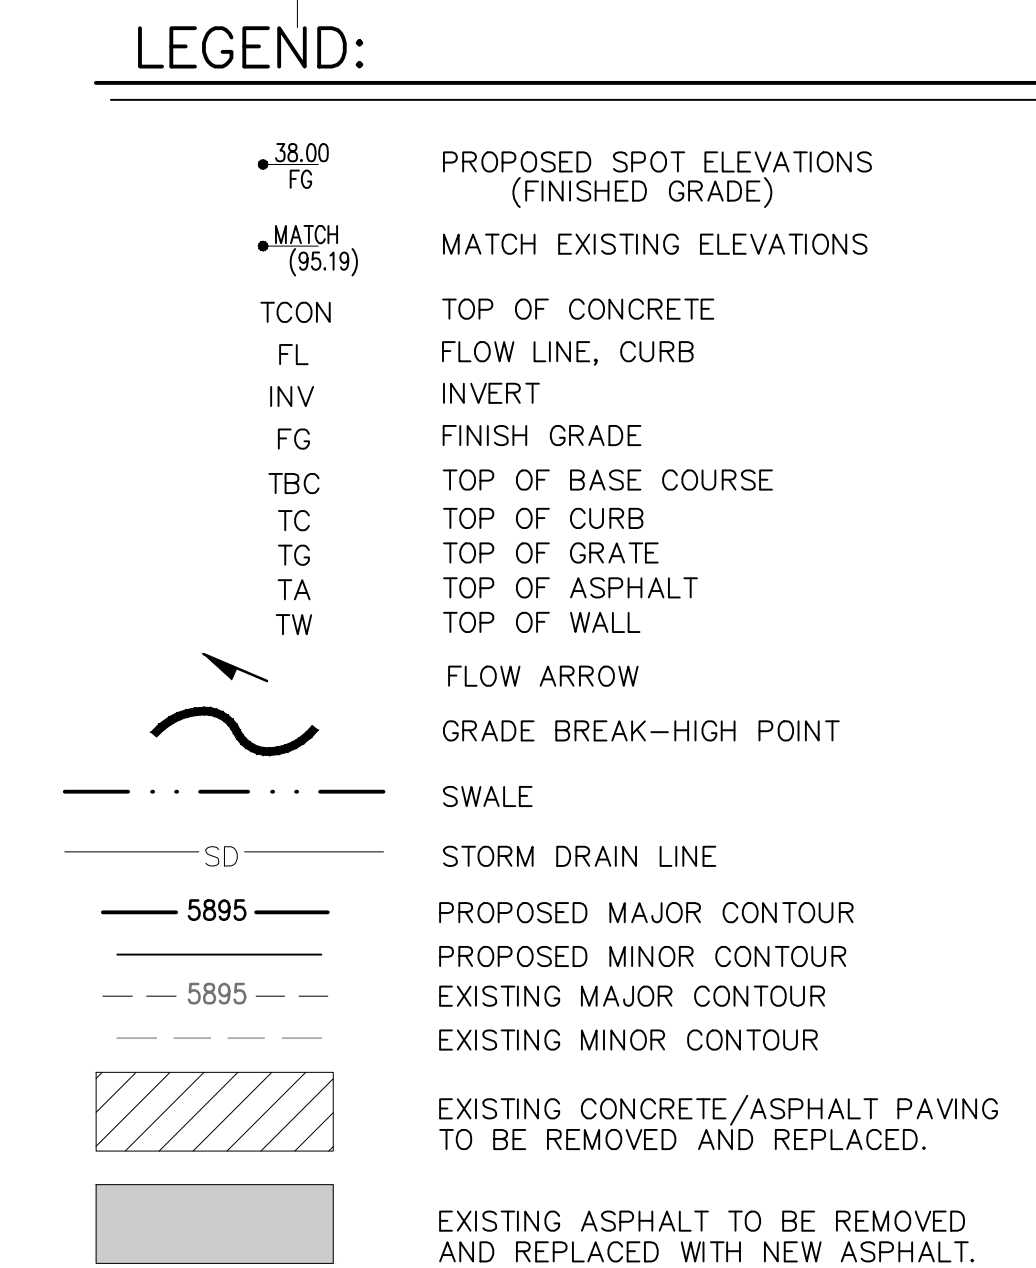 LEGEND:
38.00 PROPOSED SPOT ELEVATIONS
FG (FINISHED GRADE)
MATCH MATCH EXISTING ELEVATIONS
(95.19)
TCON TOP OF CONCRETE
FL FLOW LINE, CURB
INV INVERT
FG FINISH GRADE
TBC TOP OF BASE COURSE
TC TOP OF CURB
TG TOP OF GRATE
TA TOP OF ASPHALT
TW TOP OF WALL
FLOW ARROW
GRADE BREAK-HIGH POINT
SWALE
SD STORM DRAIN LINE
5895 PROPOSED MAJOR CONTOUR
PROPOSED MINOR CONTOUR
5895 EXISTING MAJOR CONTOUR
EXISTING MINOR CONTOUR
EXISTING CONCRETE/ASPHALT PAVING
TO BE REMOVED AND REPLACED.
EXISTING ASPHALT TO BE REMOVED
AND REPLACED WITH NEW ASPHALT.